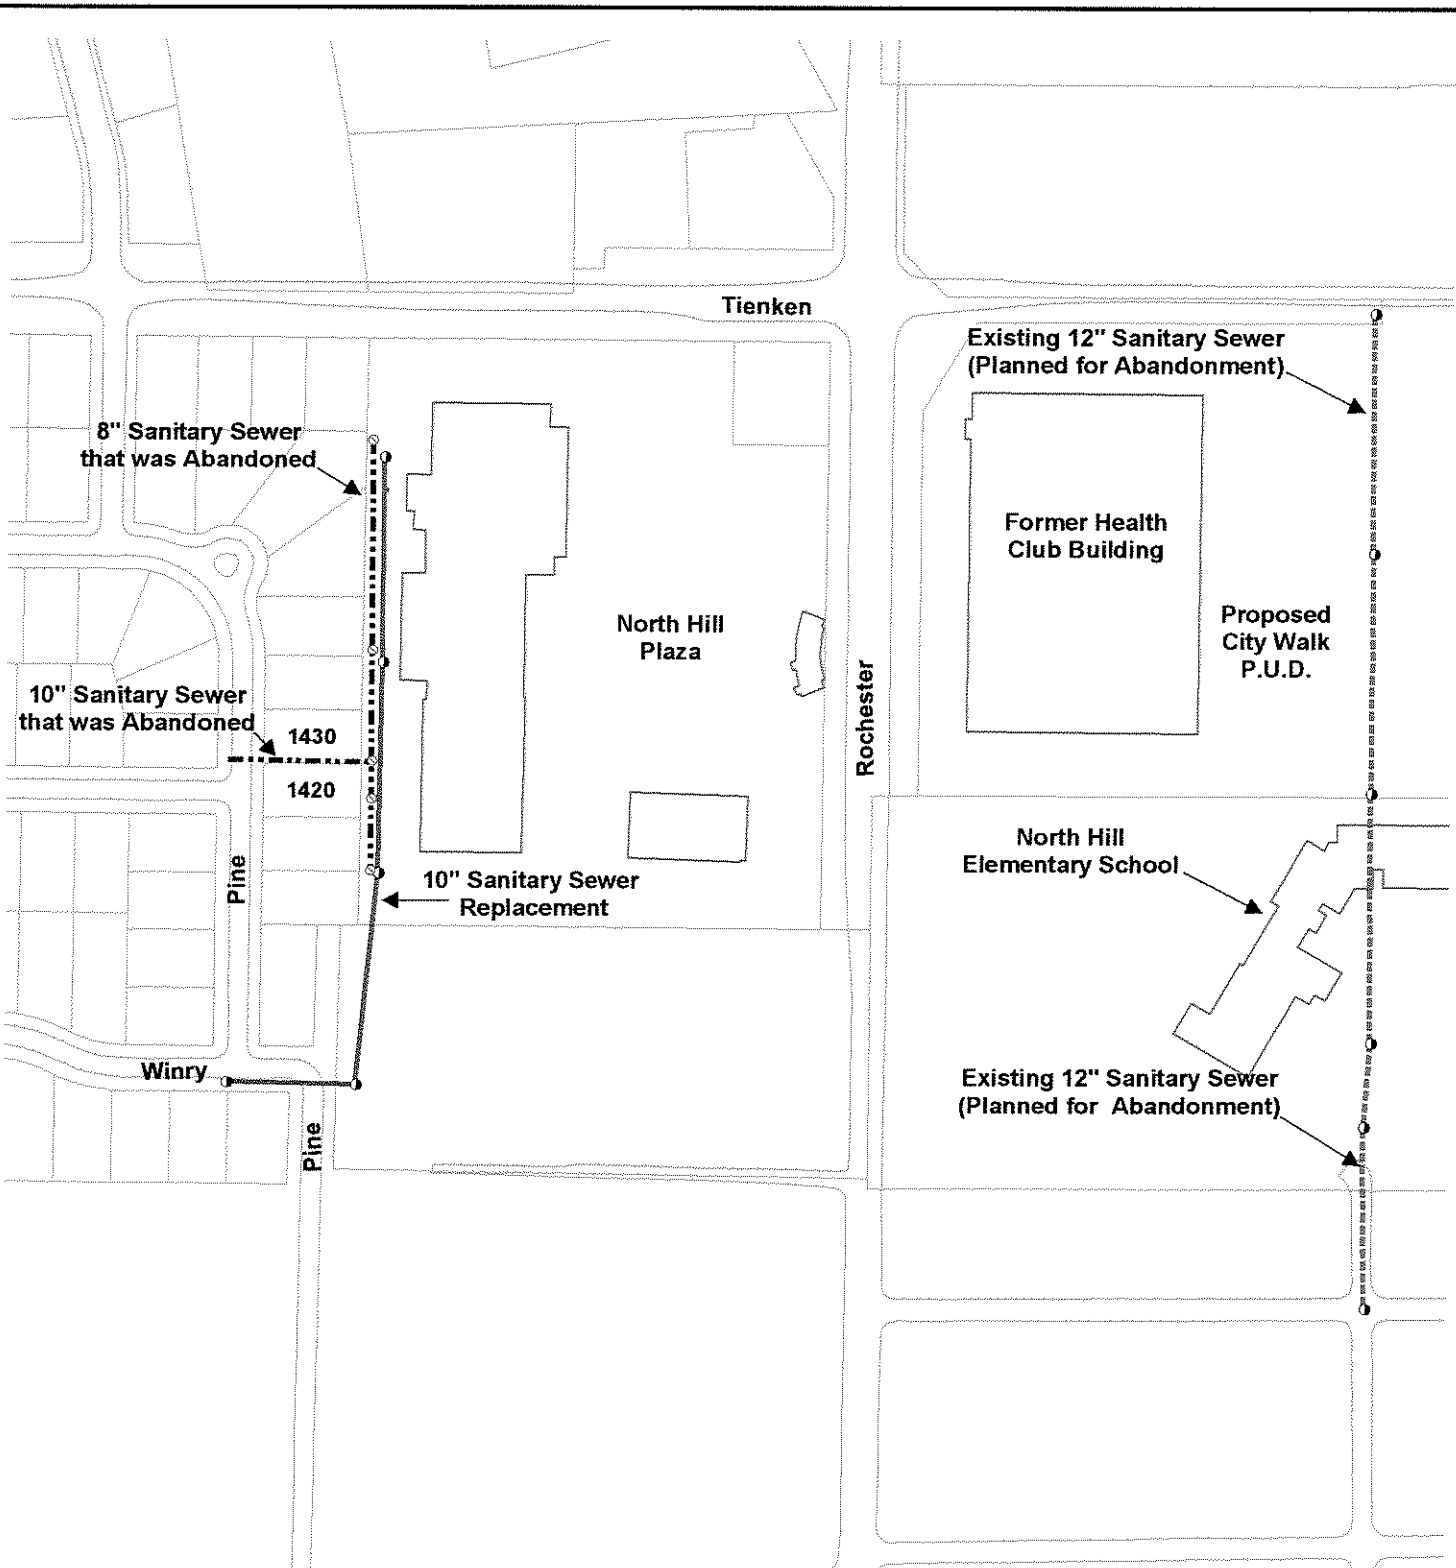 Tienken
Existing 12" Sanitary Sewer
(Planned for Abandonment)
8" Sanitary Sewer
that was Abandoned
Former Health
Club Building
North Hill
Plaza
Proposed
City Walk
P.U.D.
Rochester
10" Sanitary Sewer
that was Abandoned
1430
1420
Pine
North Hill
Elementary School
10" Sanitary Sewer
Replacement
Winry
Existing 12" Sanitary Sewer
(Planned for Abandonment)
Pine